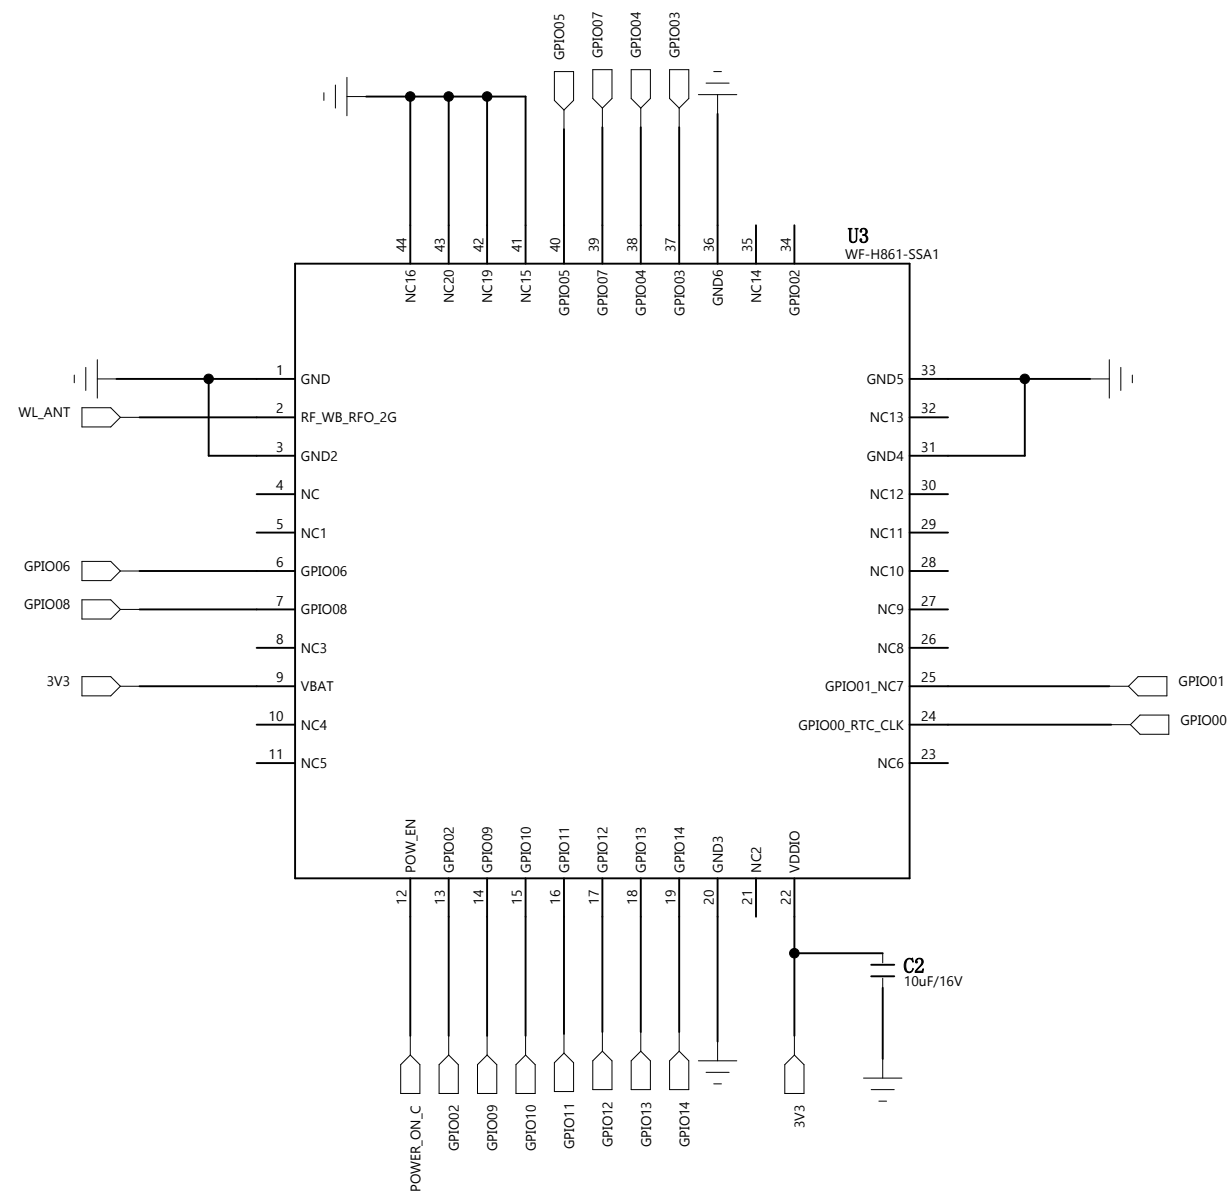 GPIO05
GPIO07
GPIO04
GPIO03
44
43
42
41
40
39
38
37
36
35
34
U3
WF-H861-SSA1
NC16
NC20
NC19
NC15
GPIO05
GPIO07
GPIO04
GPIO03
GND6
NC14
GPIO02
1 GND
GND5 33
WL_ANT
2 RF_WB_RFO_2G
NC13 32
3 GND2
GND4 31
4 NC
NC12 30
5 NC1
NC11 29
GPIO06
6 GPIO06
NC10 28
GPIO08
7 GPIO08
NC9 27
8 NC3
NC8 26
3V3
9 VBAT
GPIO01_NC7 25
GPIO01
10 NC4
GPIO00_RTC_CLK 24
GPIO00
11 NC5
NC6 23
POW_EN
GPIO02
GPIO09
GPIO10
GPIO11
GPIO12
GPIO13
GPIO14
GND3
NC2
VDDIO
12
13
14
15
16
17
18
19
20
21
22
C2
10uF/16V
POWER_ON_C
GPIO02
GPIO09
GPIO10
GPIO11
GPIO12
GPIO13
GPIO14
3V3